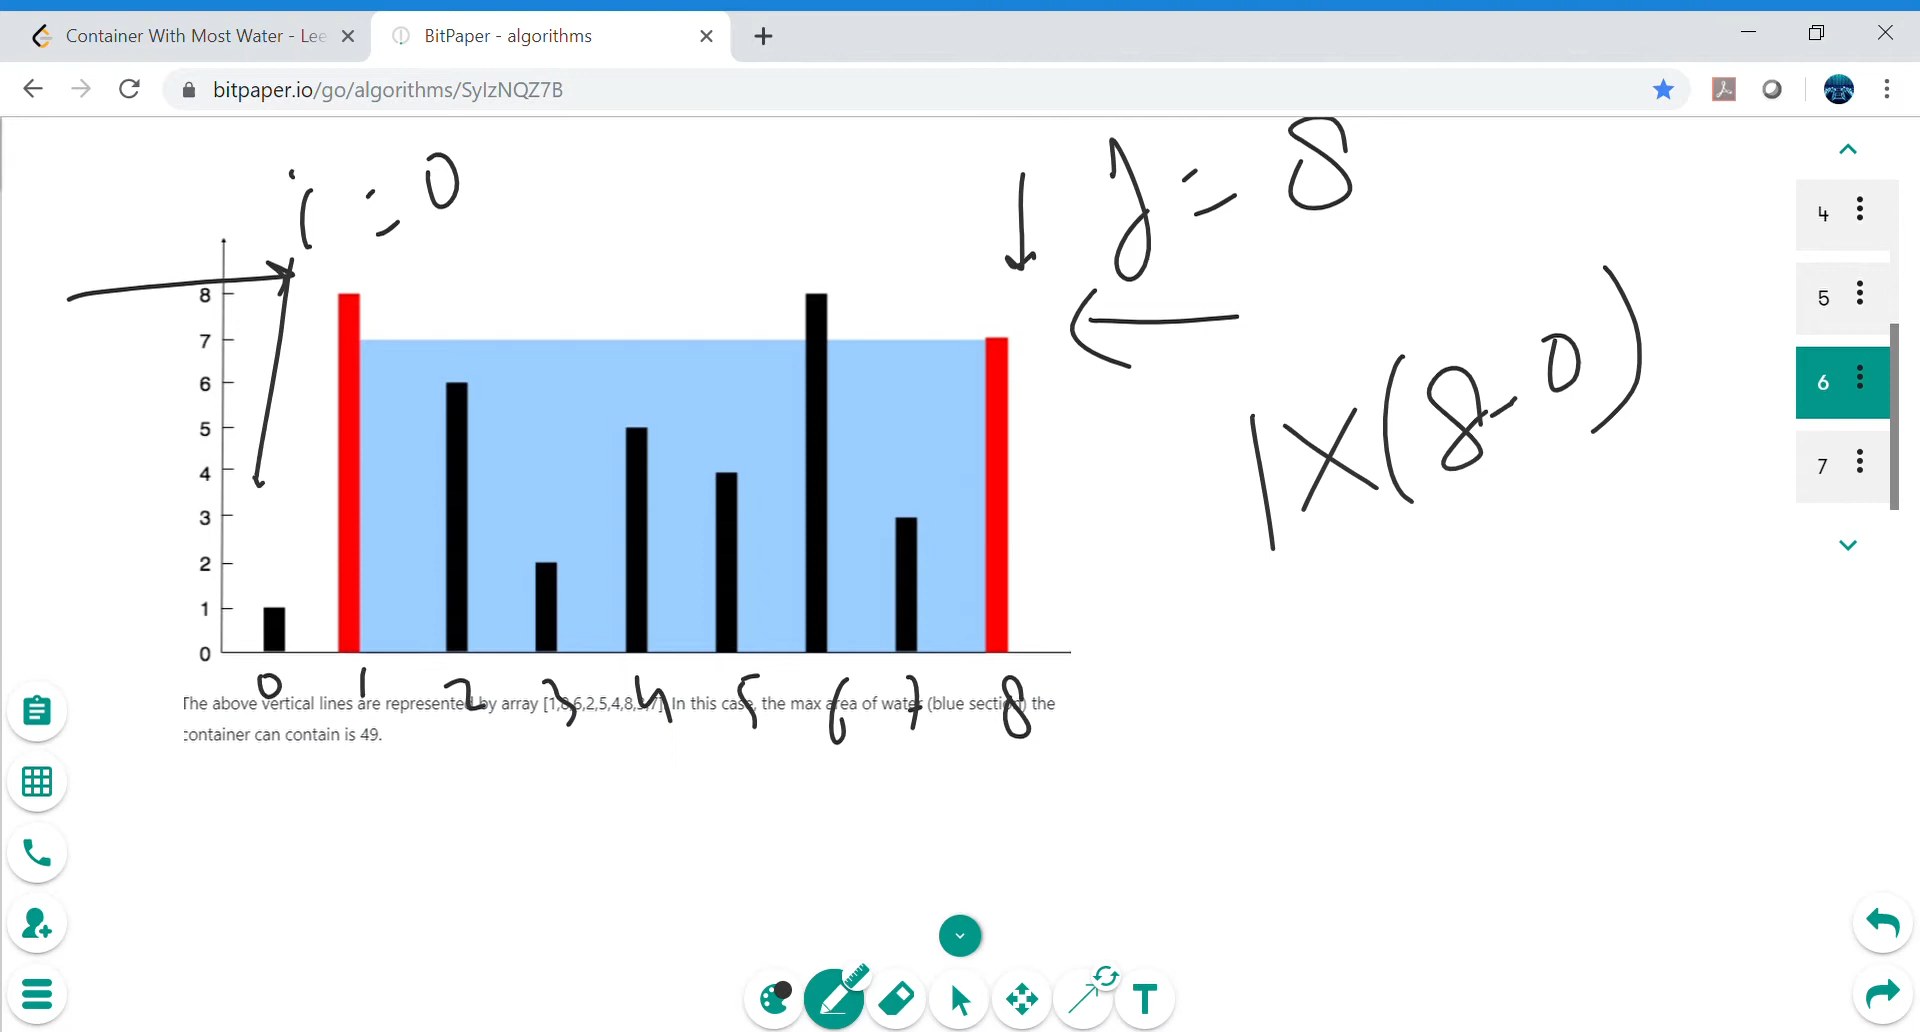 Container With Most Water - Lee
BitPaper - algorithms
bitpaper.io/go/algorithms/SyIzNQZ7B
i = 0
j = 8
1 X (8 - 0)
8
7
6
5
4
3
2
1
0
0 1 2 3 4 5 6 7 8
The above vertical lines are represented by array [1,8,6,2,5,4,8,3,7]. In this case, the max area of water (blue section) the
container can contain is 49.
4
5
6
7
T